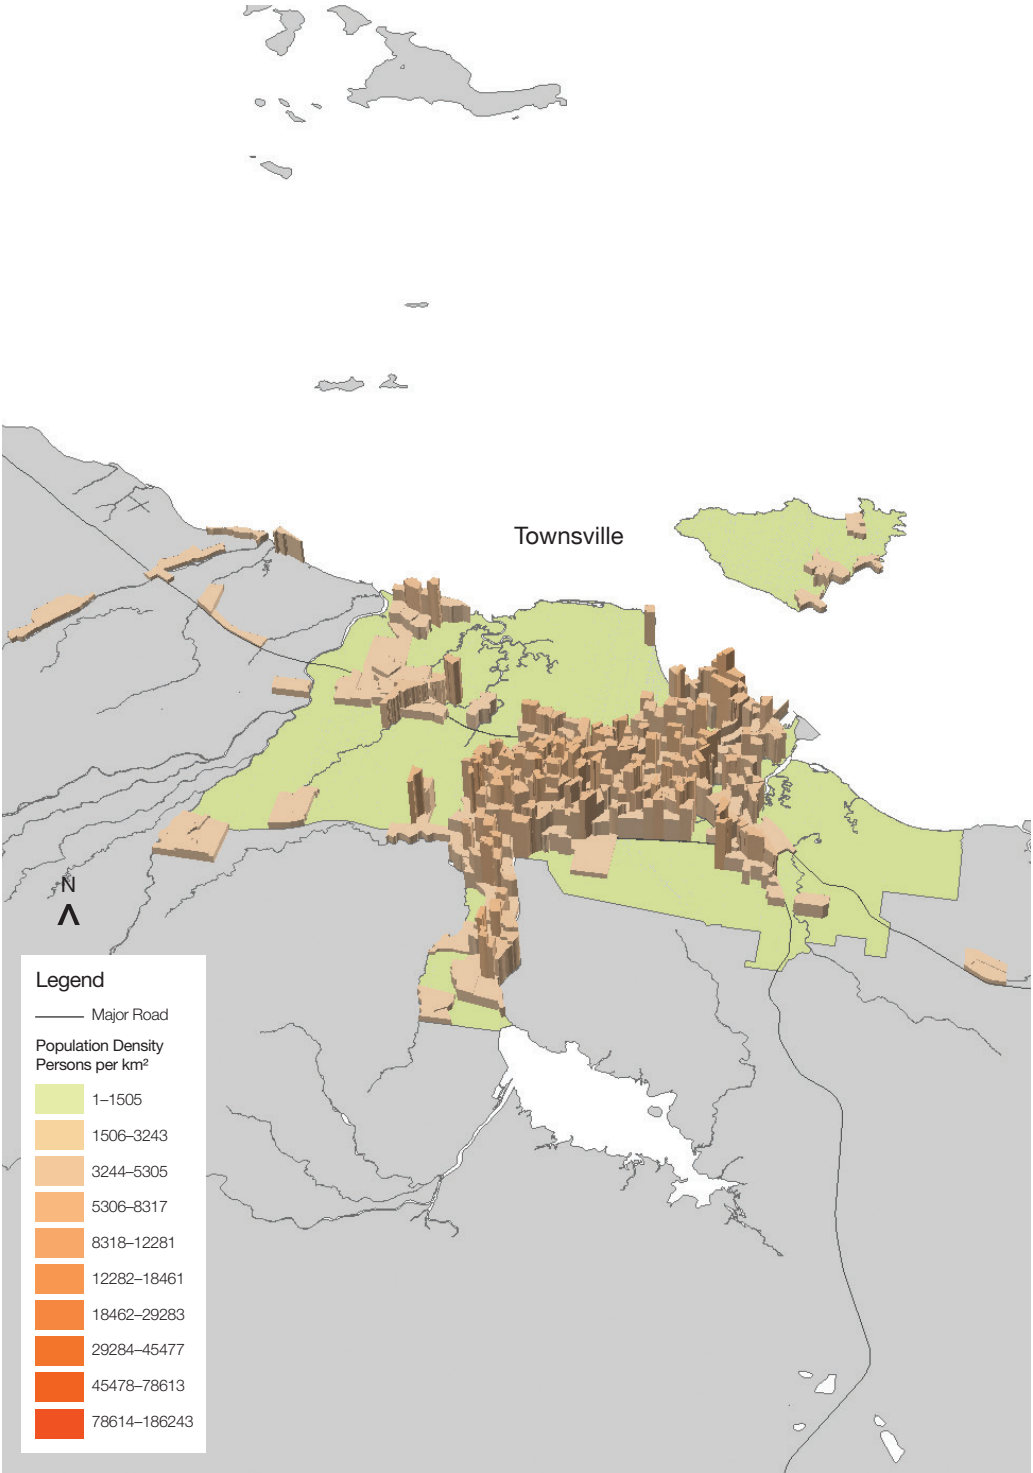 Townsville
N
Legend
Major Road
Population Density
Persons per km²
1–1505
1506–3243
3244–5305
5306–8317
8318–12281
12282–18461
18462–29283
29284–45477
45478–78613
78614–186243